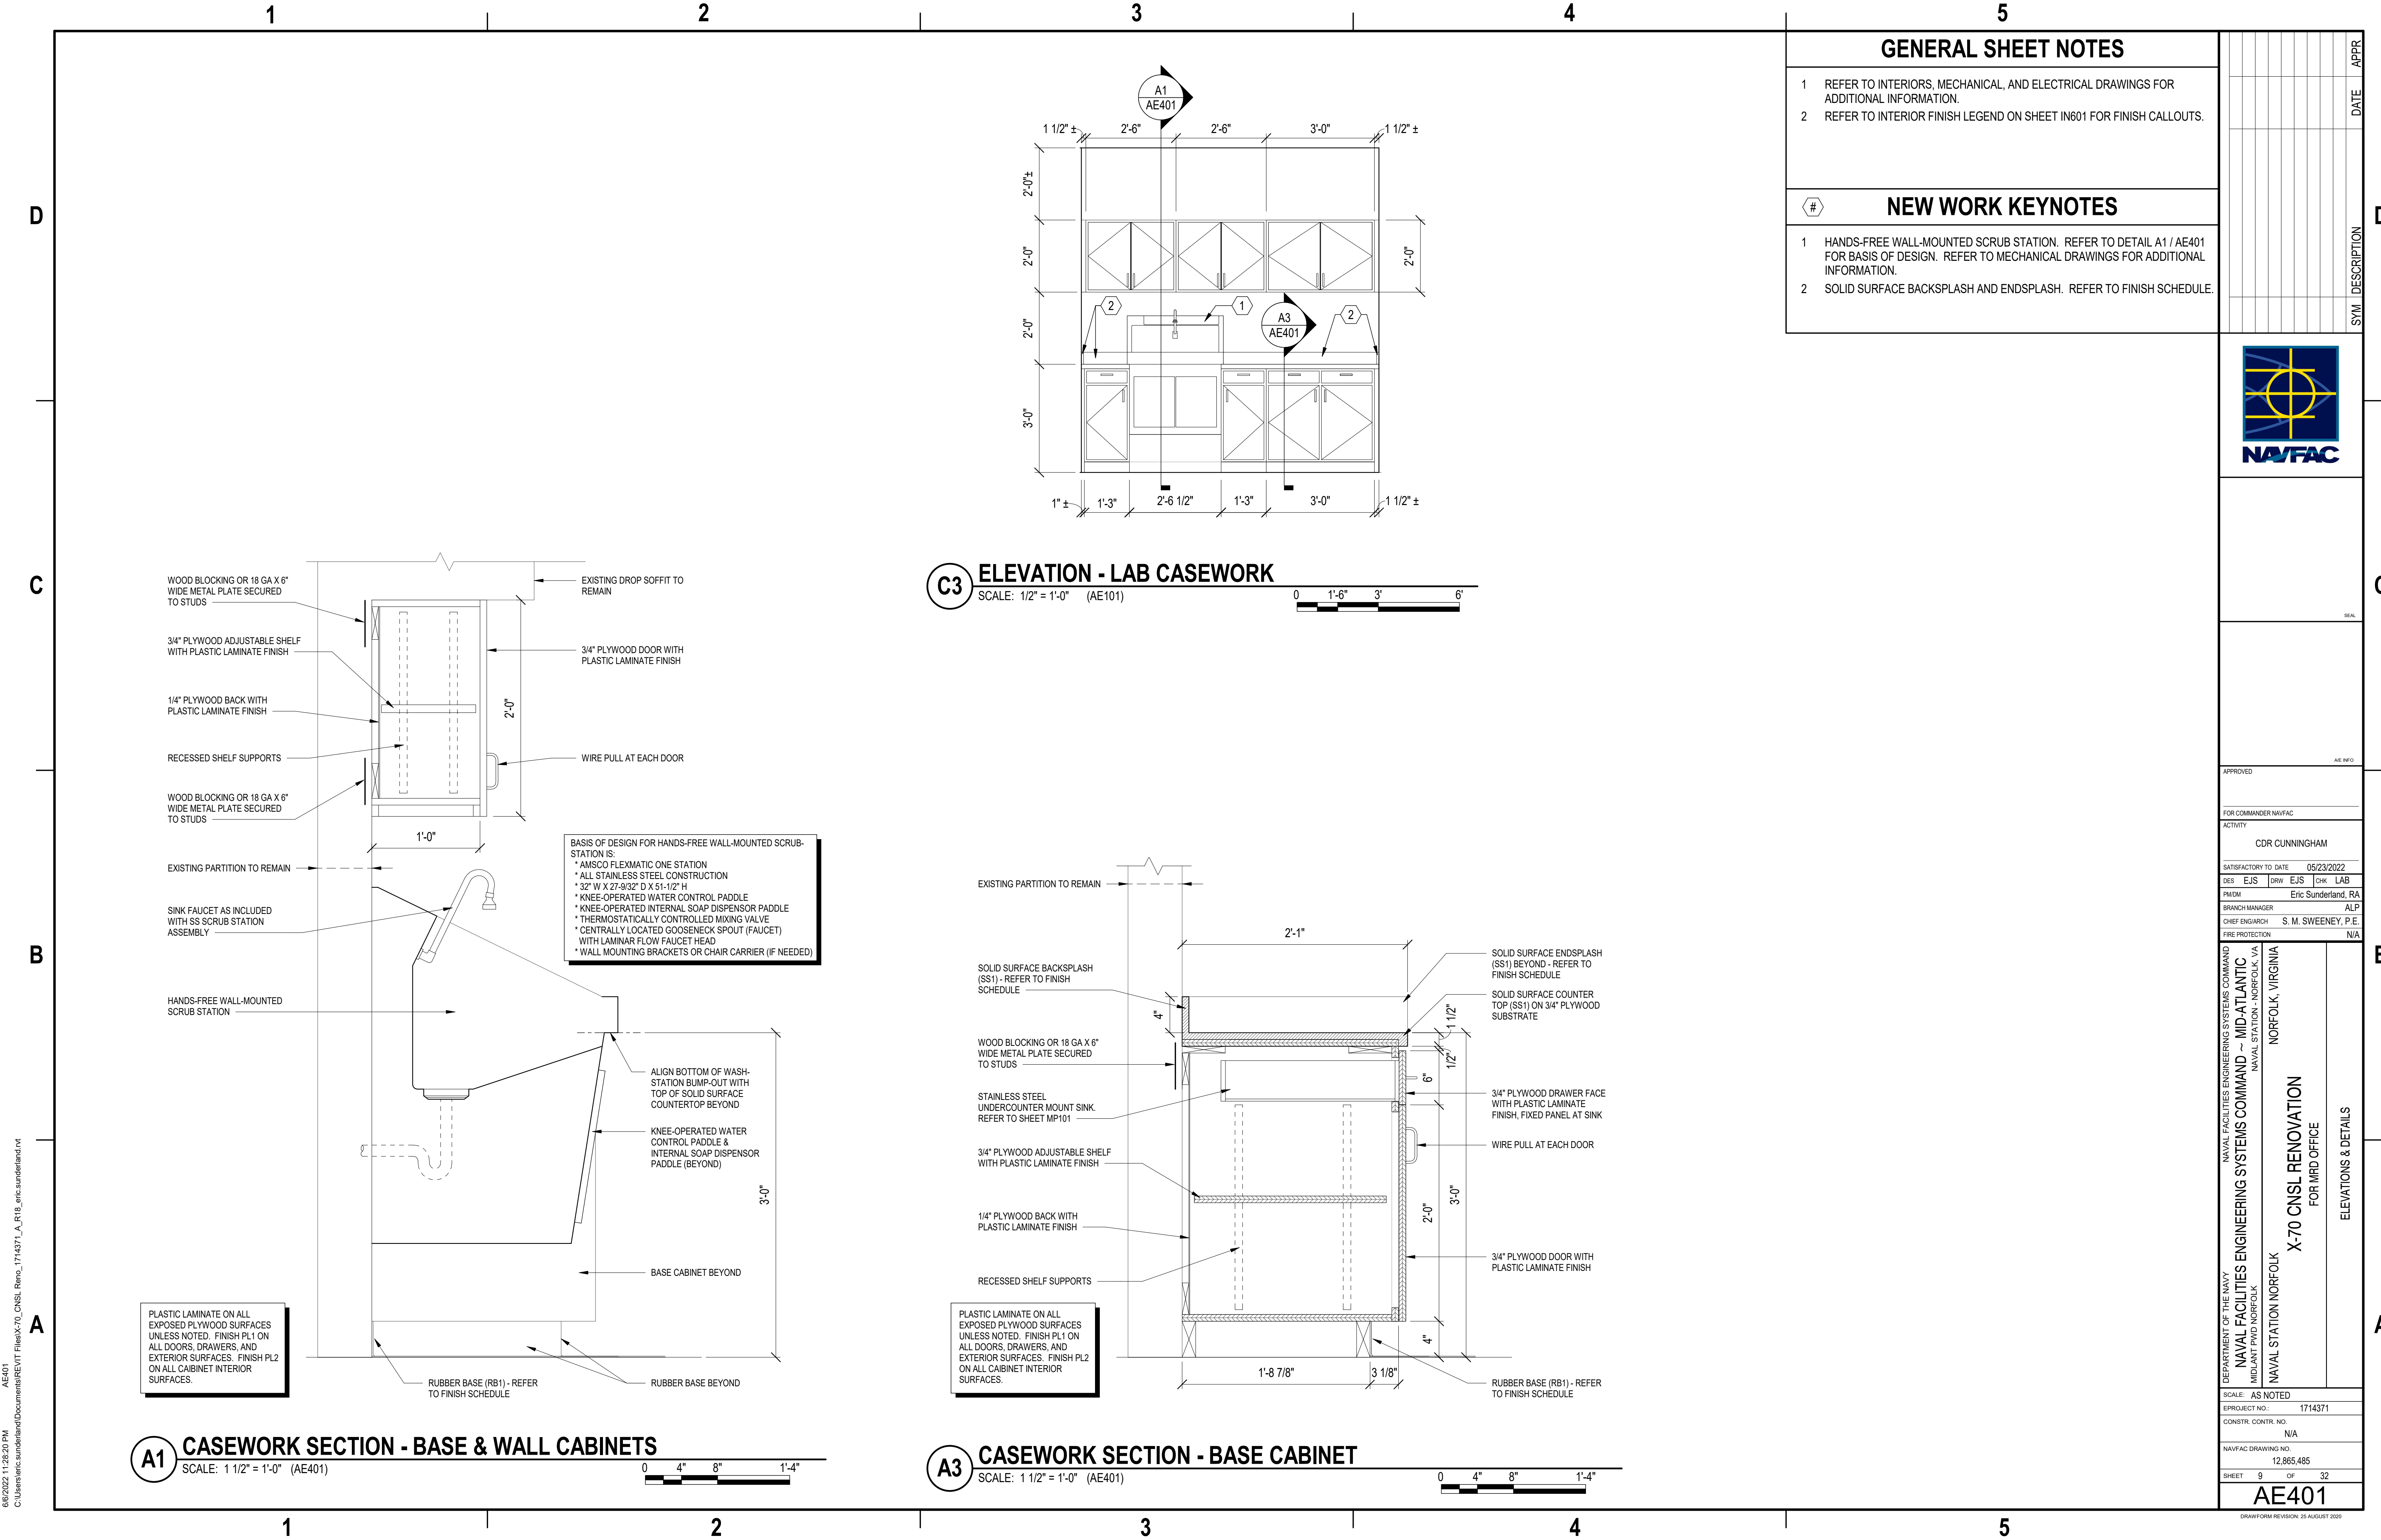 1
2
3
4
5
D
C
B
A
GENERAL SHEET NOTES
1 REFER TO INTERIORS, MECHANICAL, AND ELECTRICAL DRAWINGS FOR
ADDITIONAL INFORMATION.
2 REFER TO INTERIOR FINISH LEGEND ON SHEET IN601 FOR FINISH CALLOUTS.
# NEW WORK KEYNOTES
1 HANDS-FREE WALL-MOUNTED SCRUB STATION. REFER TO DETAIL A1 / AE401
FOR BASIS OF DESIGN. REFER TO MECHANICAL DRAWINGS FOR ADDITIONAL
INFORMATION.
2 SOLID SURFACE BACKSPLASH AND ENDSPLASH. REFER TO FINISH SCHEDULE.
A1
AE401
1 1/2" ±
2'-6"
2'-6"
3'-0"
1 1/2" ±
2'-0"±
2'-0"
2'-0"
2'-0"
3'-0"
2
1
A3
AE401
2
1" ±
1'-3"
2'-6 1/2"
1'-3"
3'-0"
1 1/2" ±
C3 ELEVATION - LAB CASEWORK
SCALE: 1/2" = 1'-0" (AE101)
0 1'-6" 3' 6'
WOOD BLOCKING OR 18 GA X 6"
WIDE METAL PLATE SECURED
TO STUDS
3/4" PLYWOOD ADJUSTABLE SHELF
WITH PLASTIC LAMINATE FINISH
1/4" PLYWOOD BACK WITH
PLASTIC LAMINATE FINISH
RECESSED SHELF SUPPORTS
WOOD BLOCKING OR 18 GA X 6"
WIDE METAL PLATE SECURED
TO STUDS
EXISTING PARTITION TO REMAIN
SINK FAUCET AS INCLUDED
WITH SS SCRUB STATION
ASSEMBLY
HANDS-FREE WALL-MOUNTED
SCRUB STATION
EXISTING DROP SOFFIT TO
REMAIN
3/4" PLYWOOD DOOR WITH
PLASTIC LAMINATE FINISH
2'-0"
WIRE PULL AT EACH DOOR
1'-0"
BASIS OF DESIGN FOR HANDS-FREE WALL-MOUNTED SCRUB-
STATION IS:
* AMSCO FLEXMATIC ONE STATION
* ALL STAINLESS STEEL CONSTRUCTION
* 32" W X 27-9/32" D X 51-1/2" H
* KNEE-OPERATED WATER CONTROL PADDLE
* KNEE-OPERATED INTERNAL SOAP DISPENSOR PADDLE
* THERMOSTATICALLY CONTROLLED MIXING VALVE
* CENTRALLY LOCATED GOOSENECK SPOUT (FAUCET)
WITH LAMINAR FLOW FAUCET HEAD
* WALL MOUNTING BRACKETS OR CHAIR CARRIER (IF NEEDED)
ALIGN BOTTOM OF WASH-
STATION BUMP-OUT WITH
TOP OF SOLID SURFACE
COUNTERTOP BEYOND
KNEE-OPERATED WATER
CONTROL PADDLE &
INTERNAL SOAP DISPENSOR
PADDLE (BEYOND)
3'-0"
BASE CABINET BEYOND
PLASTIC LAMINATE ON ALL
EXPOSED PLYWOOD SURFACES
UNLESS NOTED. FINISH PL1 ON
ALL DOORS, DRAWERS, AND
EXTERIOR SURFACES. FINISH PL2
ON ALL CAIBINET INTERIOR
SURFACES.
RUBBER BASE (RB1) - REFER
TO FINISH SCHEDULE
RUBBER BASE BEYOND
A1 CASEWORK SECTION - BASE & WALL CABINETS
SCALE: 1 1/2" = 1'-0" (AE401)
0 4" 8" 1'-4"
EXISTING PARTITION TO REMAIN
2'-1"
SOLID SURFACE BACKSPLASH
(SS1) - REFER TO FINISH
SCHEDULE
WOOD BLOCKING OR 18 GA X 6"
WIDE METAL PLATE SECURED
TO STUDS
STAINLESS STEEL
UNDERCOUNTER MOUNT SINK.
REFER TO SHEET MP101
3/4" PLYWOOD ADJUSTABLE SHELF
WITH PLASTIC LAMINATE FINISH
1/4" PLYWOOD BACK WITH
PLASTIC LAMINATE FINISH
RECESSED SHELF SUPPORTS
PLASTIC LAMINATE ON ALL
EXPOSED PLYWOOD SURFACES
UNLESS NOTED. FINISH PL1 ON
ALL DOORS, DRAWERS, AND
EXTERIOR SURFACES. FINISH PL2
ON ALL CAIBINET INTERIOR
SURFACES.
4"
1 1/2"
1/2"
6"
2'-0"
3'-0"
4"
1'-8 7/8"
3 1/8"
SOLID SURFACE ENDSPLASH
(SS1) BEYOND - REFER TO
FINISH SCHEDULE
SOLID SURFACE COUNTER
TOP (SS1) ON 3/4" PLYWOOD
SUBSTRATE
3/4" PLYWOOD DRAWER FACE
WITH PLASTIC LAMINATE
FINISH, FIXED PANEL AT SINK
WIRE PULL AT EACH DOOR
3/4" PLYWOOD DOOR WITH
PLASTIC LAMINATE FINISH
RUBBER BASE (RB1) - REFER
TO FINISH SCHEDULE
A3 CASEWORK SECTION - BASE CABINET
SCALE: 1 1/2" = 1'-0" (AE401)
0 4" 8" 1'-4"
SYM DESCRIPTION DATE APPR
NAVFAC
SEAL
A/E INFO
APPROVED
FOR COMMANDER NAVFAC
ACTIVITY
CDR CUNNINGHAM
SATISFACTORY TO DATE 05/23/2022
DES EJS DRW EJS CHK LAB
PM/DM Eric Sunderland, RA
BRANCH MANAGER ALP
CHIEF ENG/ARCH S. M. SWEENEY, P.E.
FIRE PROTECTION N/A
DEPARTMENT OF THE NAVY NAVAL FACILITIES ENGINEERING SYSTEMS COMMAND
NAVAL FACILITIES ENGINEERING SYSTEMS COMMAND ~ MID-ATLANTIC
MIDLANT PWD NORFOLK NAVAL STATION - NORFOLK, VA
NAVAL STATION NORFOLK NORFOLK, VIRGINIA
X-70 CNSL RENOVATION
FOR MRD OFFICE
ELEVATIONS & DETAILS
SCALE: AS NOTED
EPROJECT NO.: 1714371
CONSTR. CONTR. NO.
N/A
NAVFAC DRAWING NO.
12,865,485
SHEET 9 OF 32
AE401
DRAWFORM REVISION: 25 AUGUST 2020
6/6/2022 11:28:20 PM AE401
C:\Users\eric.sunderland\Documents\REVIT Files\X-70_CNSL Reno_1714371_A_R18_eric.sunderland.rvt
1
2
3
4
5